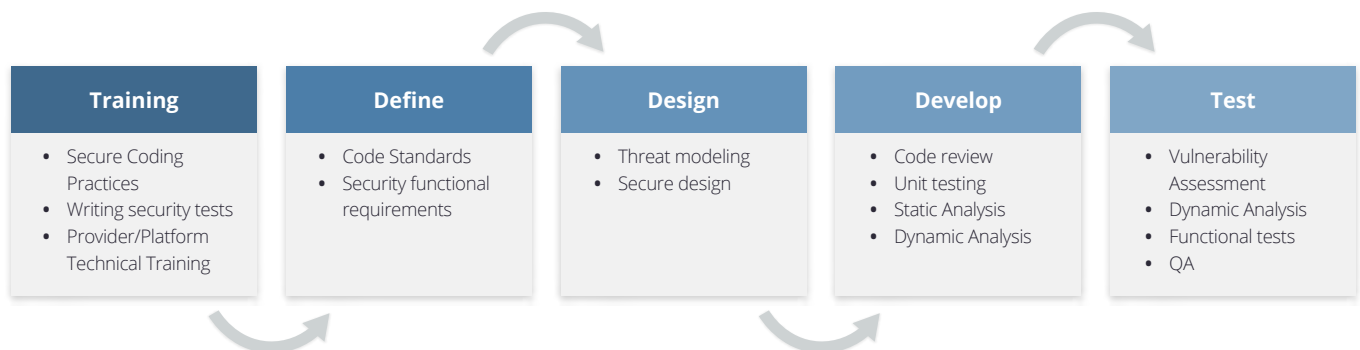 Training
• Secure Coding
Practices
• Writing security tests
• Provider/Platform
Technical Training
Define
• Code Standards
• Security functional
requirements
Design
• Threat modeling
• Secure design
Develop
• Code review
• Unit testing
• Static Analysis
• Dynamic Analysis
Test
• Vulnerability
Assessment
• Dynamic Analysis
• Functional tests
• QA